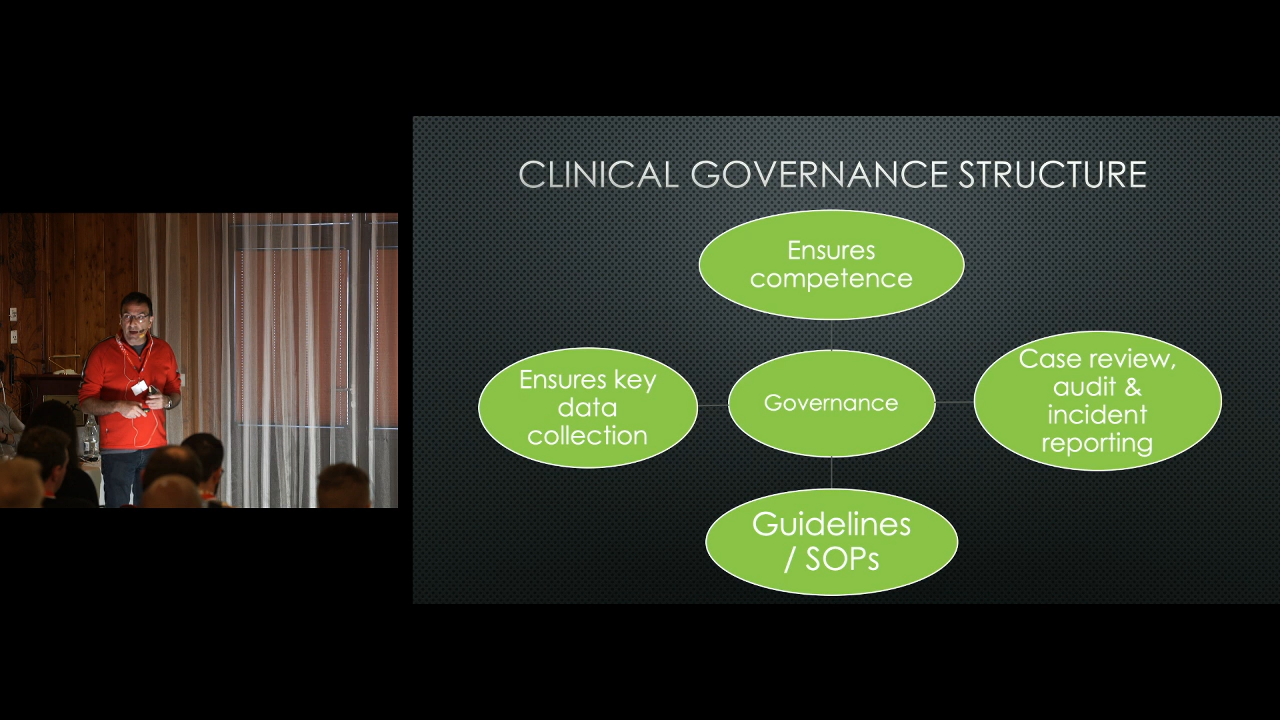 CLINICAL GOVERNANCE STRUCTURE
Ensures
competence
Ensures key
data
collection
Governance
Case review,
audit &
incident
reporting
Guidelines
/ SOPs